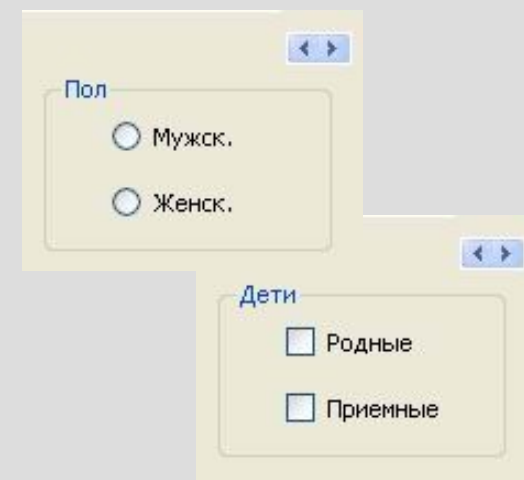 Пол
Мужск.
Женск.
Дети
Родные
Приемные